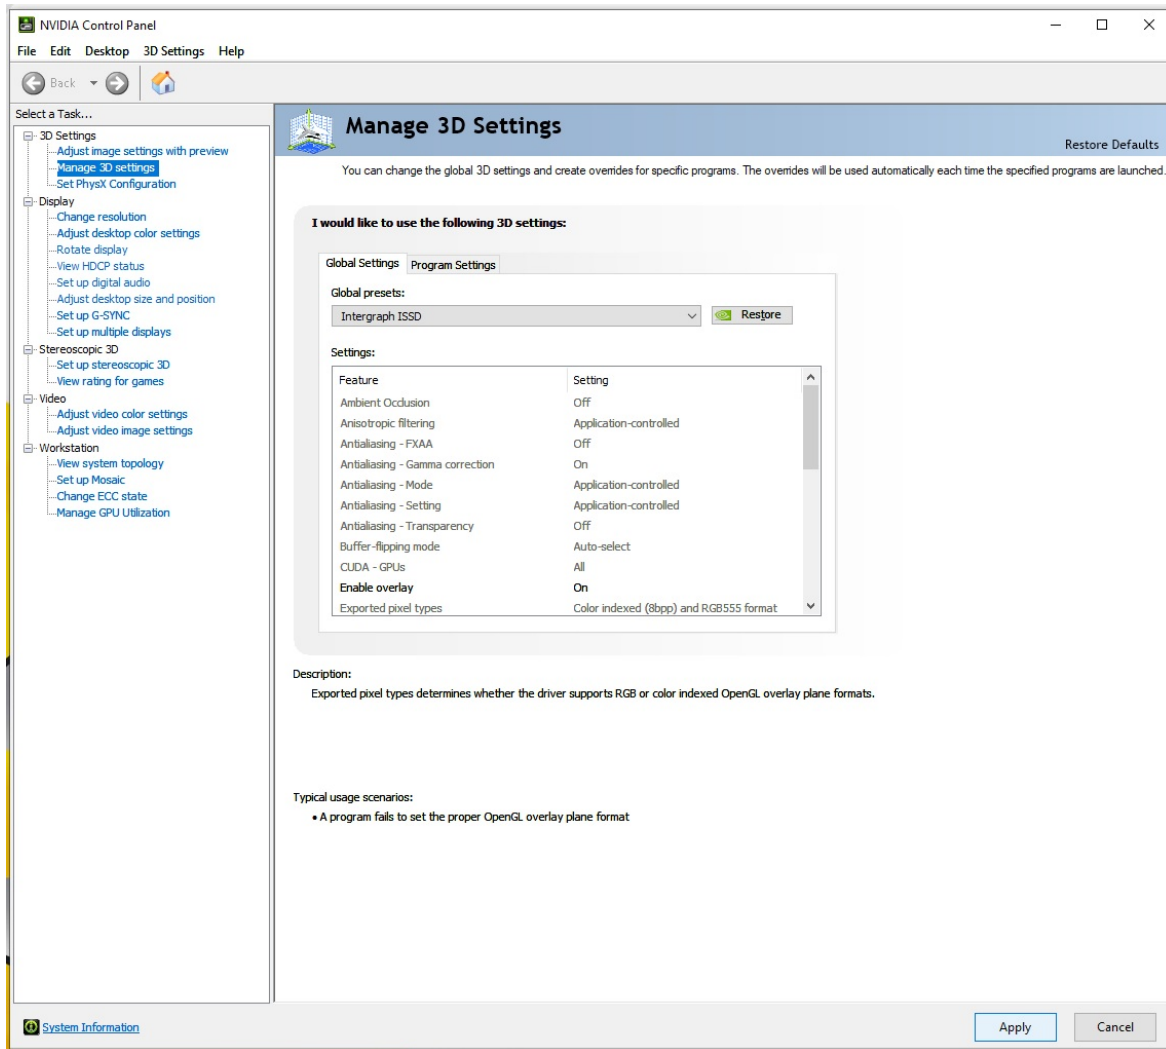 NVIDIA Control Panel
File Edit Desktop 3D Settings Help
Back
Select a Task...
3D Settings
Adjust image settings with preview
Manage 3D settings
Set PhysX Configuration
Display
Change resolution
Adjust desktop color settings
Rotate display
View HDCP status
Set up digital audio
Adjust desktop size and position
Set up G-SYNC
Set up multiple displays
Stereoscopic 3D
Set up stereoscopic 3D
View rating for games
Video
Adjust video color settings
Adjust video image settings
Workstation
View system topology
Set up Mosaic
Change ECC state
Manage GPU Utilization
Manage 3D Settings
Restore Defaults
You can change the global 3D settings and create overrides for specific programs. The overrides will be used automatically each time the specified programs are launched.
I would like to use the following 3D settings:
Global Settings Program Settings
Global presets:
Intergraph ISSD Restore
Settings:
Feature Setting
Ambient Occlusion Off
Anisotropic filtering Application-controlled
Antialiasing - FXAA Off
Antialiasing - Gamma correction On
Antialiasing - Mode Application-controlled
Antialiasing - Setting Application-controlled
Antialiasing - Transparency Off
Buffer-flipping mode Auto-select
CUDA - GPUs All
Enable overlay On
Exported pixel types Color indexed (8bpp) and RGB555 format
Description:
Exported pixel types determines whether the driver supports RGB or color indexed OpenGL overlay plane formats.
Typical usage scenarios:
• A program fails to set the proper OpenGL overlay plane format
System Information
Apply Cancel